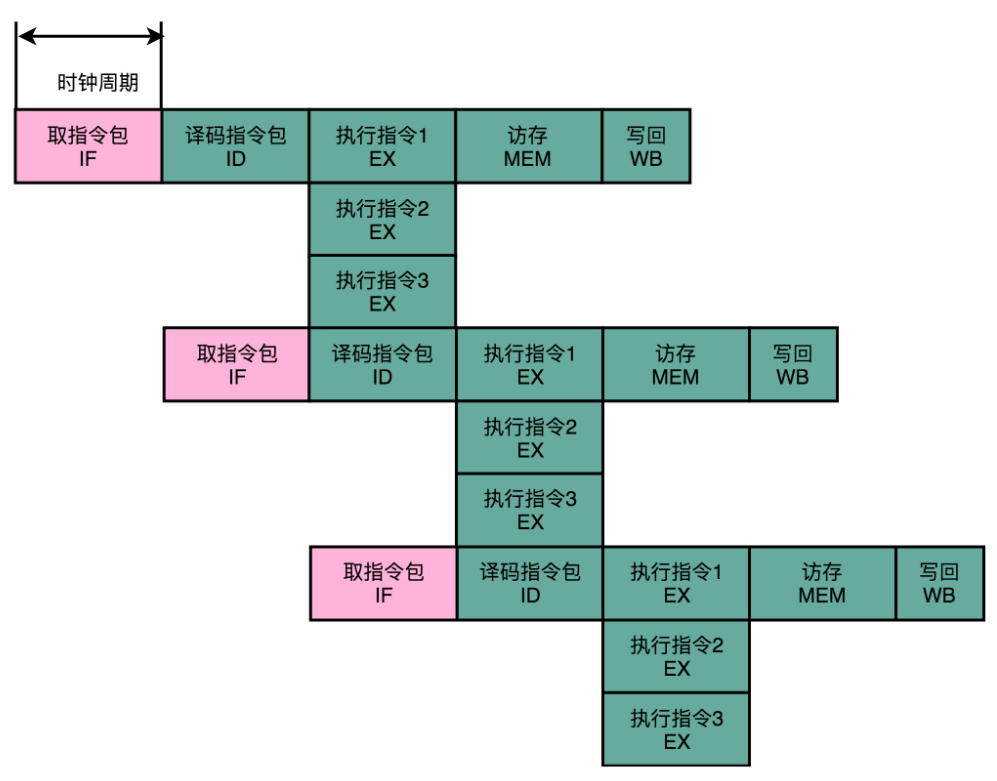 时钟周期
取指令包
IF
译码指令包
ID
执行指令1
EX
访存
MEM
写回
WB
执行指令2
EX
执行指令3
EX
取指令包
IF
译码指令包
ID
执行指令1
EX
访存
MEM
写回
WB
执行指令2
EX
执行指令3
EX
取指令包
IF
译码指令包
ID
执行指令1
EX
访存
MEM
写回
WB
执行指令2
EX
执行指令3
EX